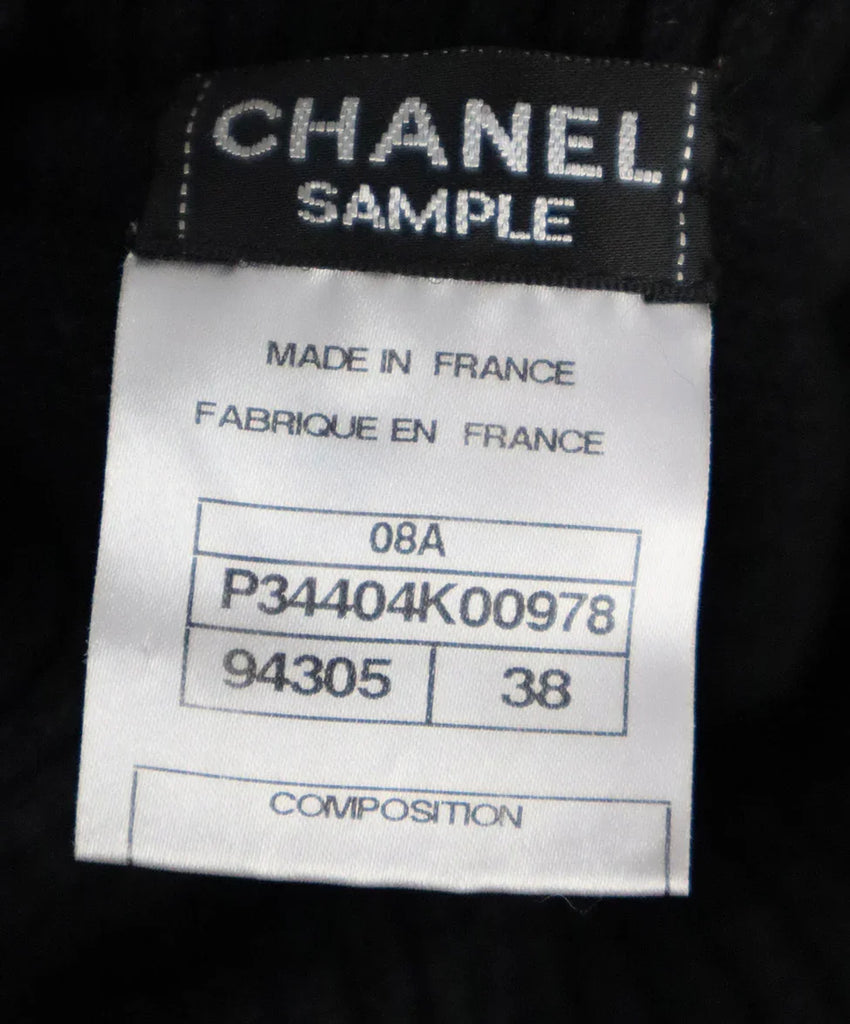 CHANEL
SAMPLE
MADE IN FRANCE
FABRIQUE EN FRANCE
08A
P34404K00978
94305 38
COMPOSITION